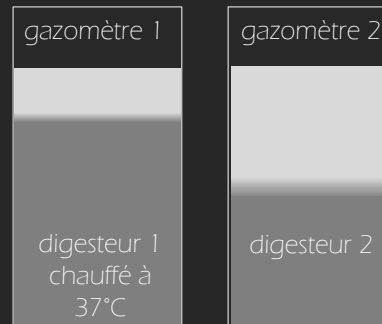 gazomètre 1
gazomètre 2
digesteur 1
chauffé à
37°C
digesteur 2